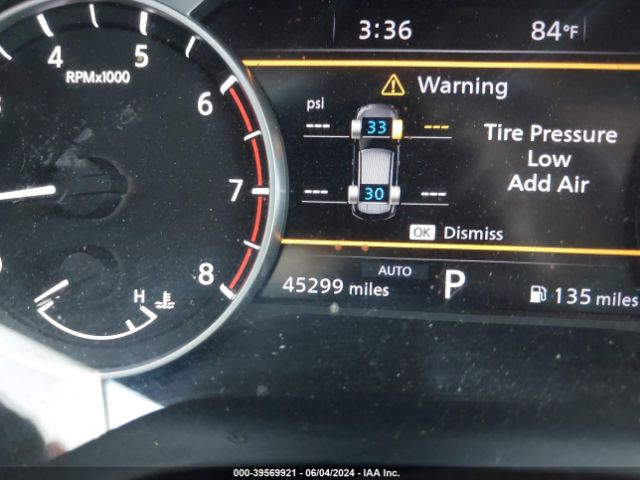 3:36 84°F
4 5 6 7 8
RPMx1000
Warning
psi
--- 33 ---
--- 30 ---
Tire Pressure
Low
Add Air
OK Dismiss
AUTO
45299 miles P 135 miles
H
000-39569921 - 06/04/2024 - IAA Inc.